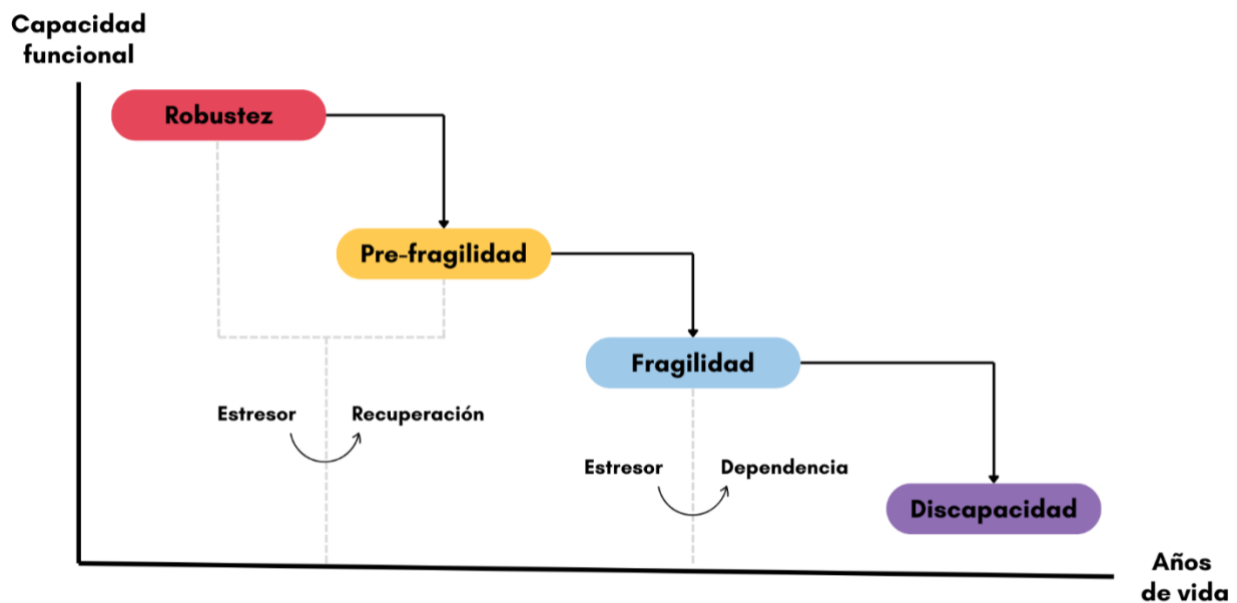 Capacidad
funcional
Robustez
Pre-fragilidad
Fragilidad
Estresor
Recuperación
Estresor
Dependencia
Discapacidad
Años
de vida